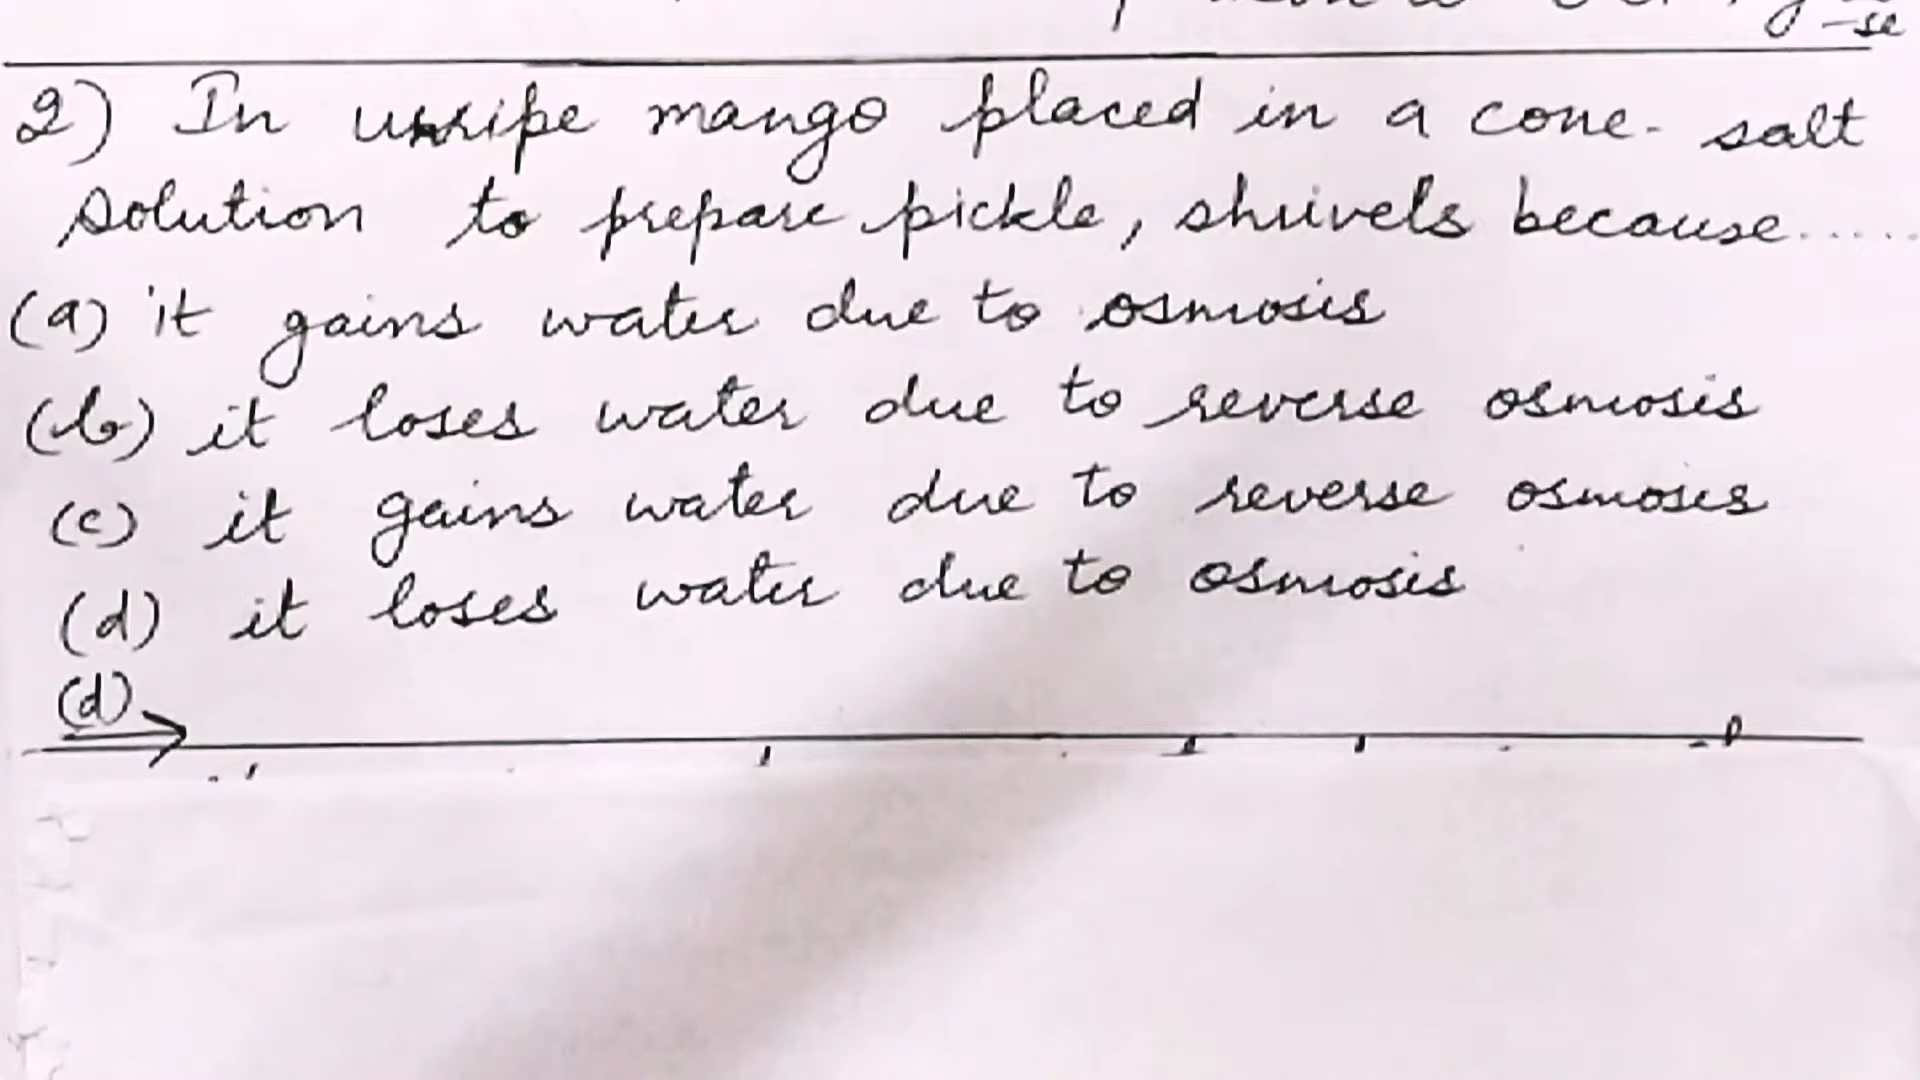 -se
2) In unripe mango placed in a conc. salt
solution to prepare pickle, shrivels because.....
(a) it gains water due to osmosis
(b) it loses water due to reverse osmosis
(c) it gains water due to reverse osmosis
(d) it loses water due to osmosis
(d)